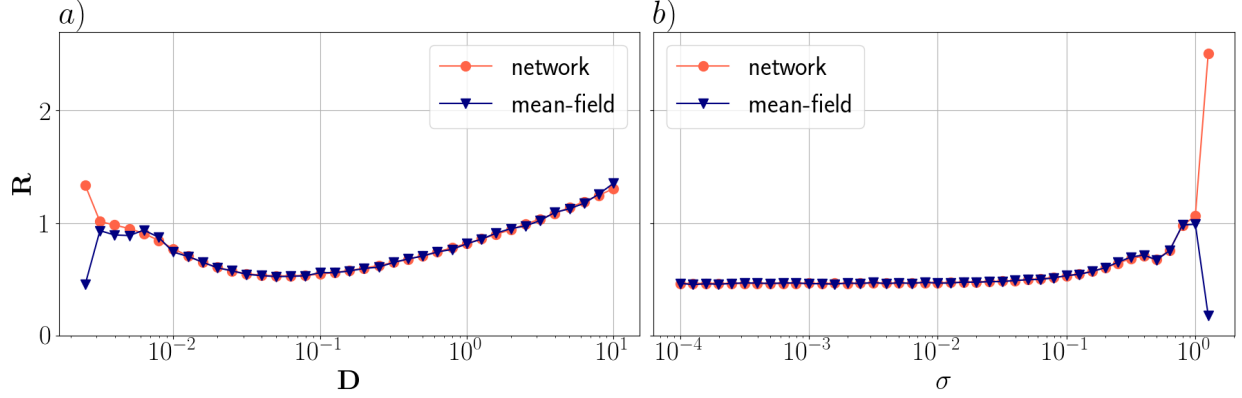 a)
b)
network
mean-field
network
mean-field
R
2
1
0
10^-2
10^-1
10^0
10^1
10^-4
10^-3
10^-2
10^-1
10^0
D
σ